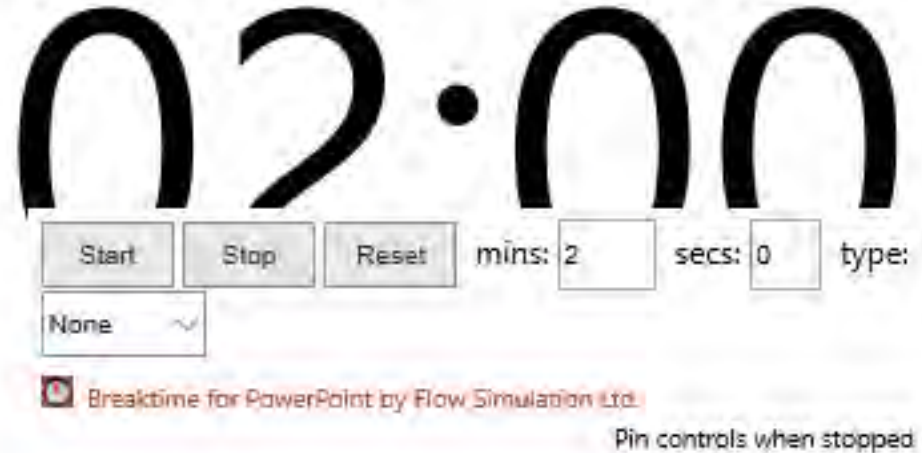 02:00
Start Stop Reset mins: 2 secs: 0 type:
None
Breaktime for PowerPoint by Flow Simulation Ltd.
Pin controls when stopped